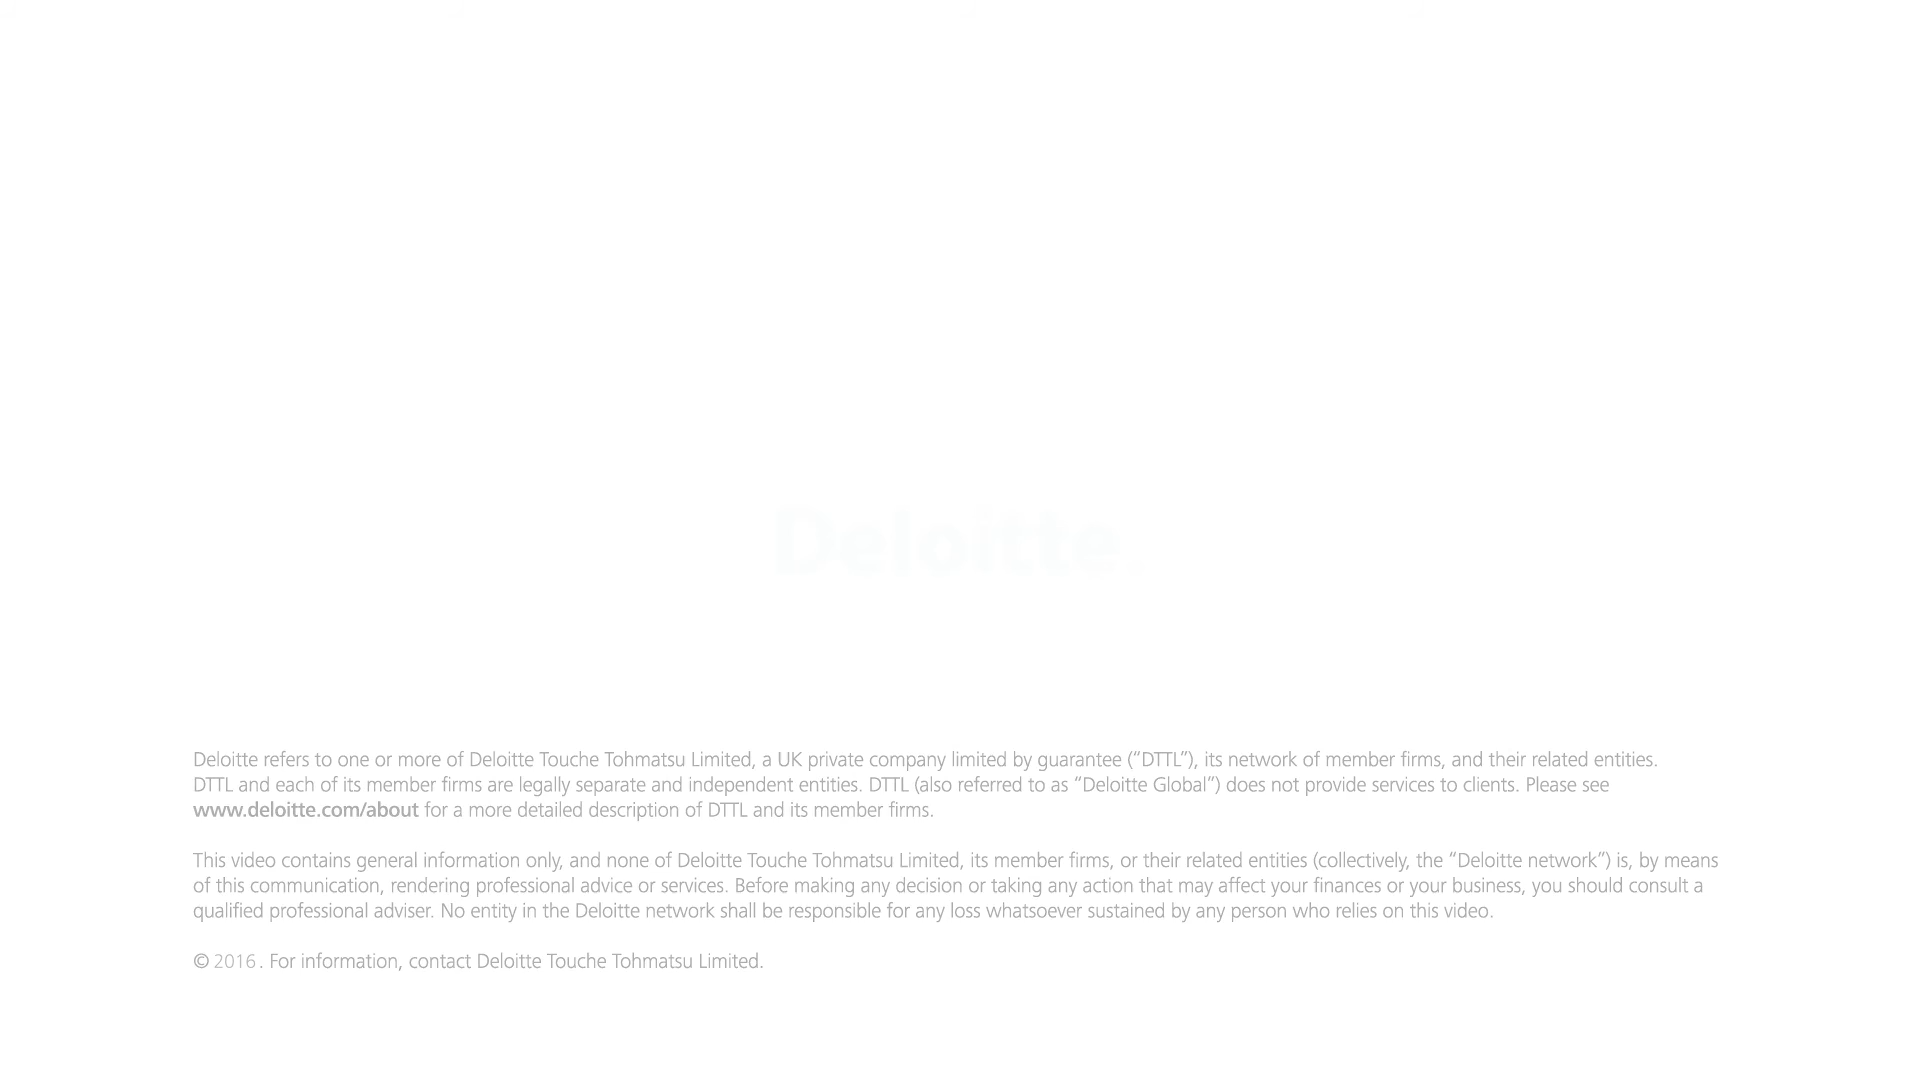 Deloitte.
Deloitte refers to one or more of Deloitte Touche Tohmatsu Limited, a UK private company limited by guarantee (“DTTL”), its network of member firms, and their related entities.
DTTL and each of its member firms are legally separate and independent entities. DTTL (also referred to as “Deloitte Global”) does not provide services to clients. Please see
www.deloitte.com/about for a more detailed description of DTTL and its member firms.
This video contains general information only, and none of Deloitte Touche Tohmatsu Limited, its member firms, or their related entities (collectively, the “Deloitte network”) is, by means
of this communication, rendering professional advice or services. Before making any decision or taking any action that may affect your finances or your business, you should consult a
qualified professional adviser. No entity in the Deloitte network shall be responsible for any loss whatsoever sustained by any person who relies on this video.
© 2016. For information, contact Deloitte Touche Tohmatsu Limited.